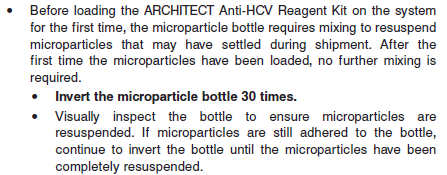 • Before loading the ARCHITECT Anti-HCV Reagent Kit on the system
for the first time, the microparticle bottle requires mixing to resuspend
microparticles that may have settled during shipment. After the
first time the microparticles have been loaded, no further mixing is
required.
• Invert the microparticle bottle 30 times.
• Visually inspect the bottle to ensure microparticles are
resuspended. If microparticles are still adhered to the bottle,
continue to invert the bottle until the microparticles have been
completely resuspended.